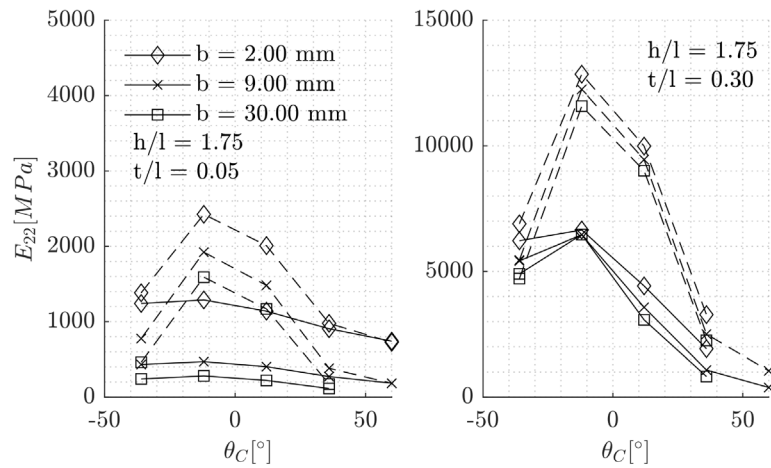 5000
4000
3000
2000
1000
0
E22[MPa]
b = 2.00 mm
b = 9.00 mm
b = 30.00 mm
h/l = 1.75
t/l = 0.05
-50 0 50
θC[°]
15000
10000
5000
0
h/l = 1.75
t/l = 0.30
-50 0 50
θC[°]